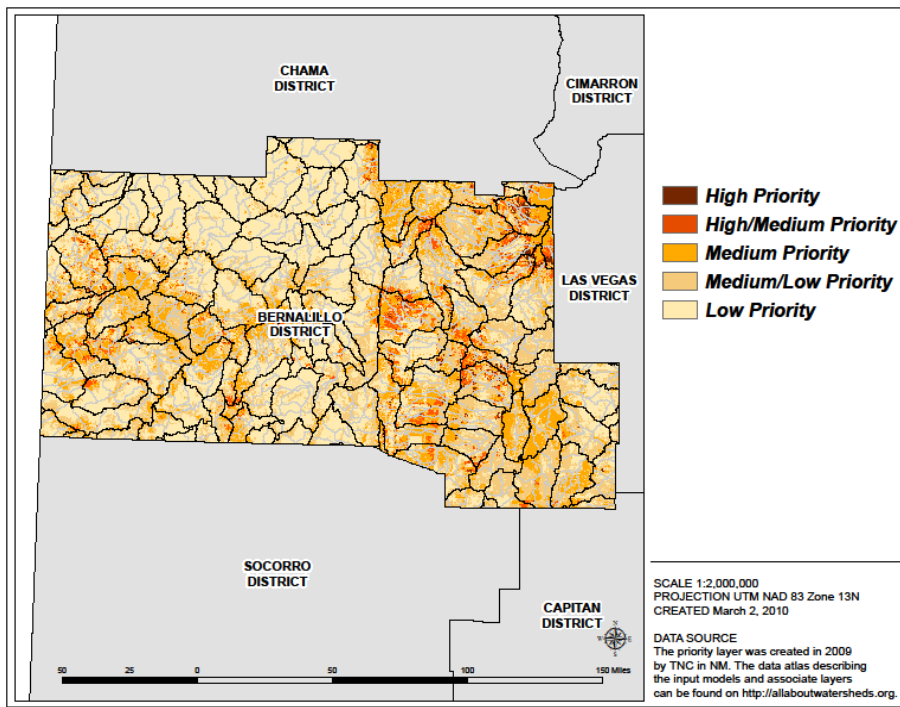 CHAMA
DISTRICT
CIMARRON
DISTRICT
LAS VEGAS
DISTRICT
BERNALILLO
DISTRICT
SOCORRO
DISTRICT
CAPITAN
DISTRICT
N
W
E
S
50 25 0 50 100 150 Miles
High Priority
High/Medium Priority
Medium Priority
Medium/Low Priority
Low Priority
SCALE 1:2,000,000
PROJECTION UTM NAD 83 Zone 13N
CREATED March 2, 2010
DATA SOURCE
The priority layer was created in 2009
by TNC in NM. The data atlas describing
the input models and associate layers
can be found on http://allaboutwatersheds.org.